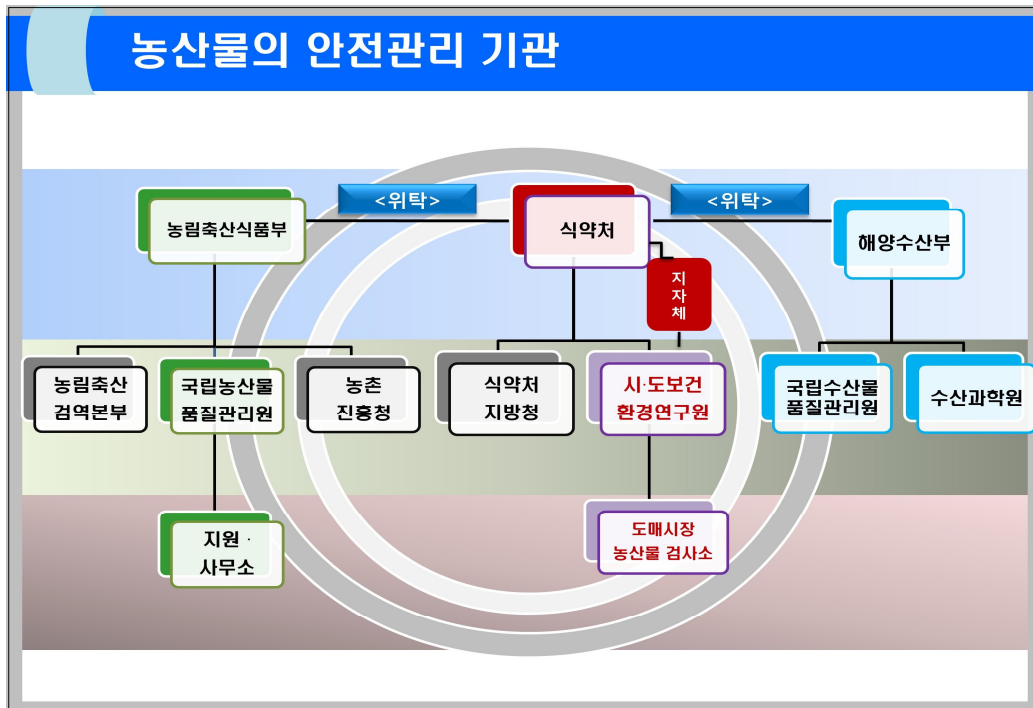 농산물의 안전관리 기관
<위탁>
<위탁>
농림축산식품부
식약처
해양수산부
지
자
체
농림축산
검역본부
국립농산물
품질관리원
농촌
진흥청
식약처
지방청
시·도보건
환경연구원
국립수산물
품질관리원
수산과학원
지원·
사무소
도매시장
농산물 검사소